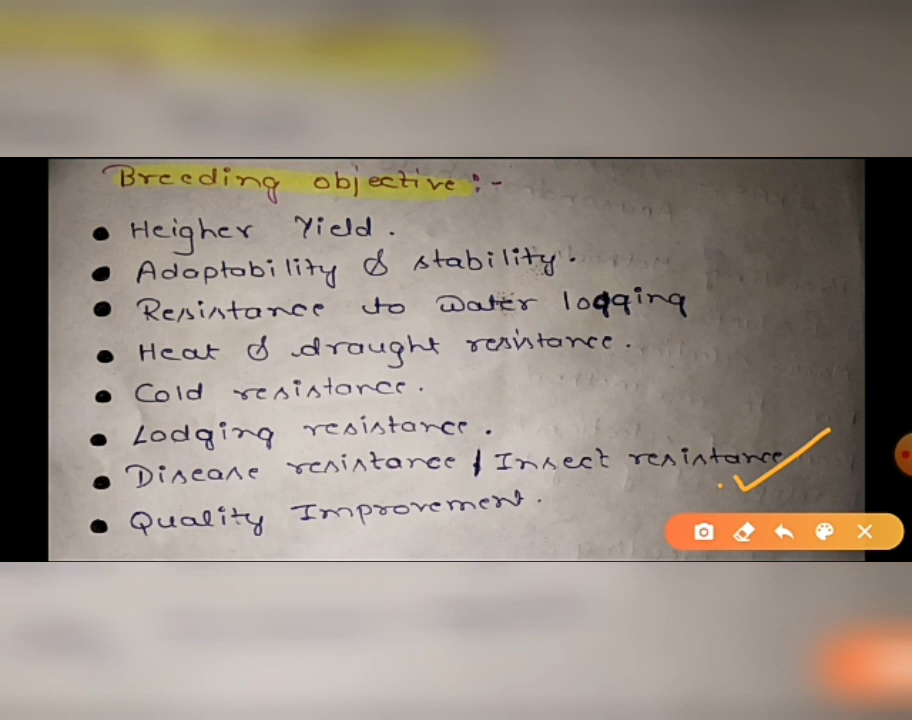 Breeding objective :-
• Heigher Yield.
• Adaptability & stability.
• Resistance to water logging
• Heat & draught resistance.
• Cold resistance.
• Lodging resistance.
• Disease resistance / Insect resistance
• Quality Improvement.